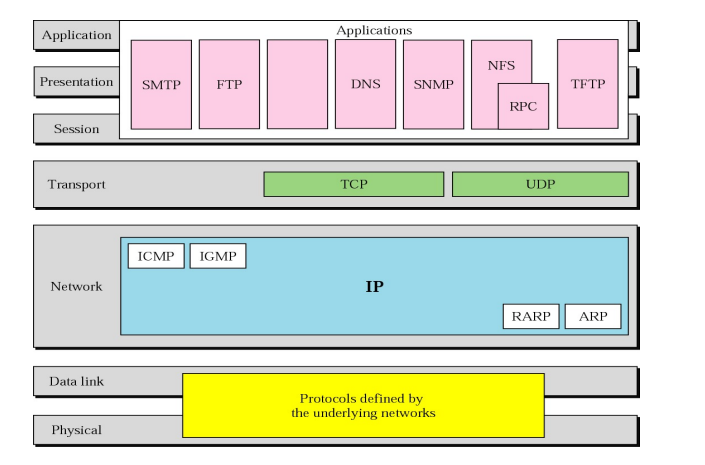 Application
Applications
Presentation
SMTP
FTP
DNS
SNMP
NFS
RPC
TFTP
Session
Transport
TCP
UDP
Network
ICMP
IGMP
IP
RARP
ARP
Data link
Protocols defined by
the underlying networks
Physical